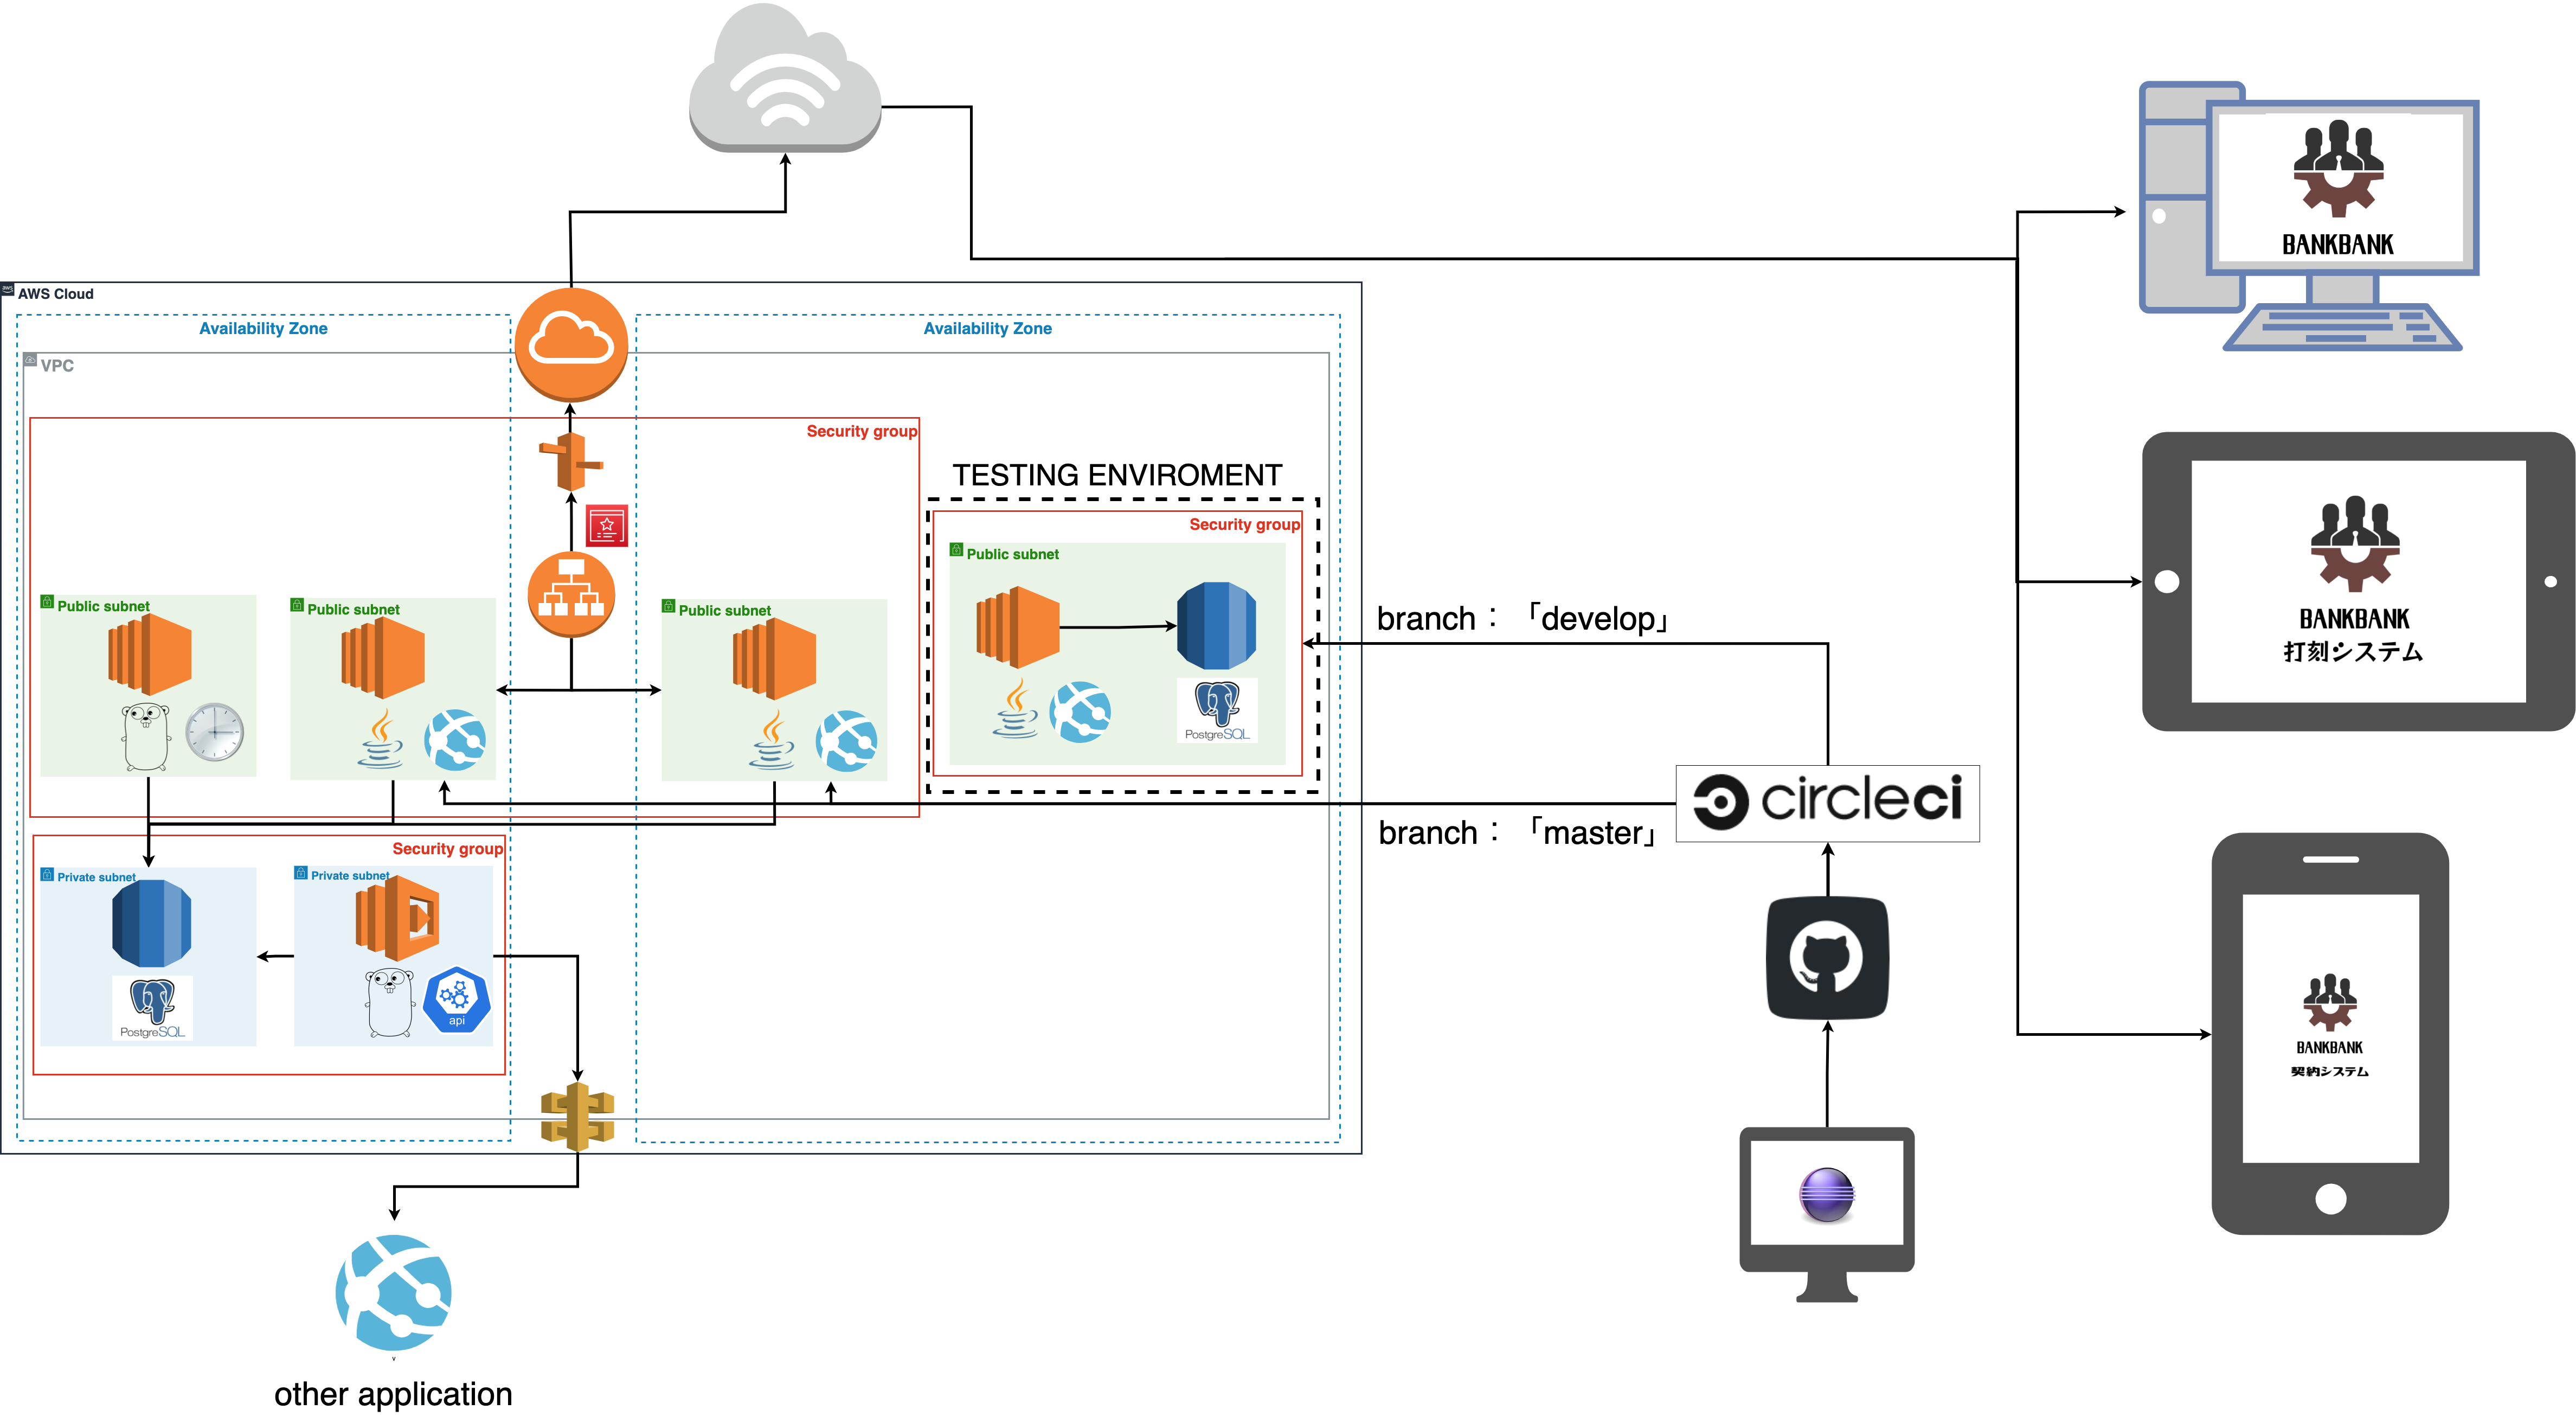 AWS Cloud
Availability Zone
Availability Zone
VPC
Security group
TESTING ENVIROMENT
Security group
Public subnet
Public subnet
Public subnet
Public subnet
PostgreSQL
Security group
Private subnet
Private subnet
PostgreSQL
api
other application
branch：「develop」
branch：「master」
circleci
BANKBANK
BANKBANK
打刻システム
BANKBANK
契約システム